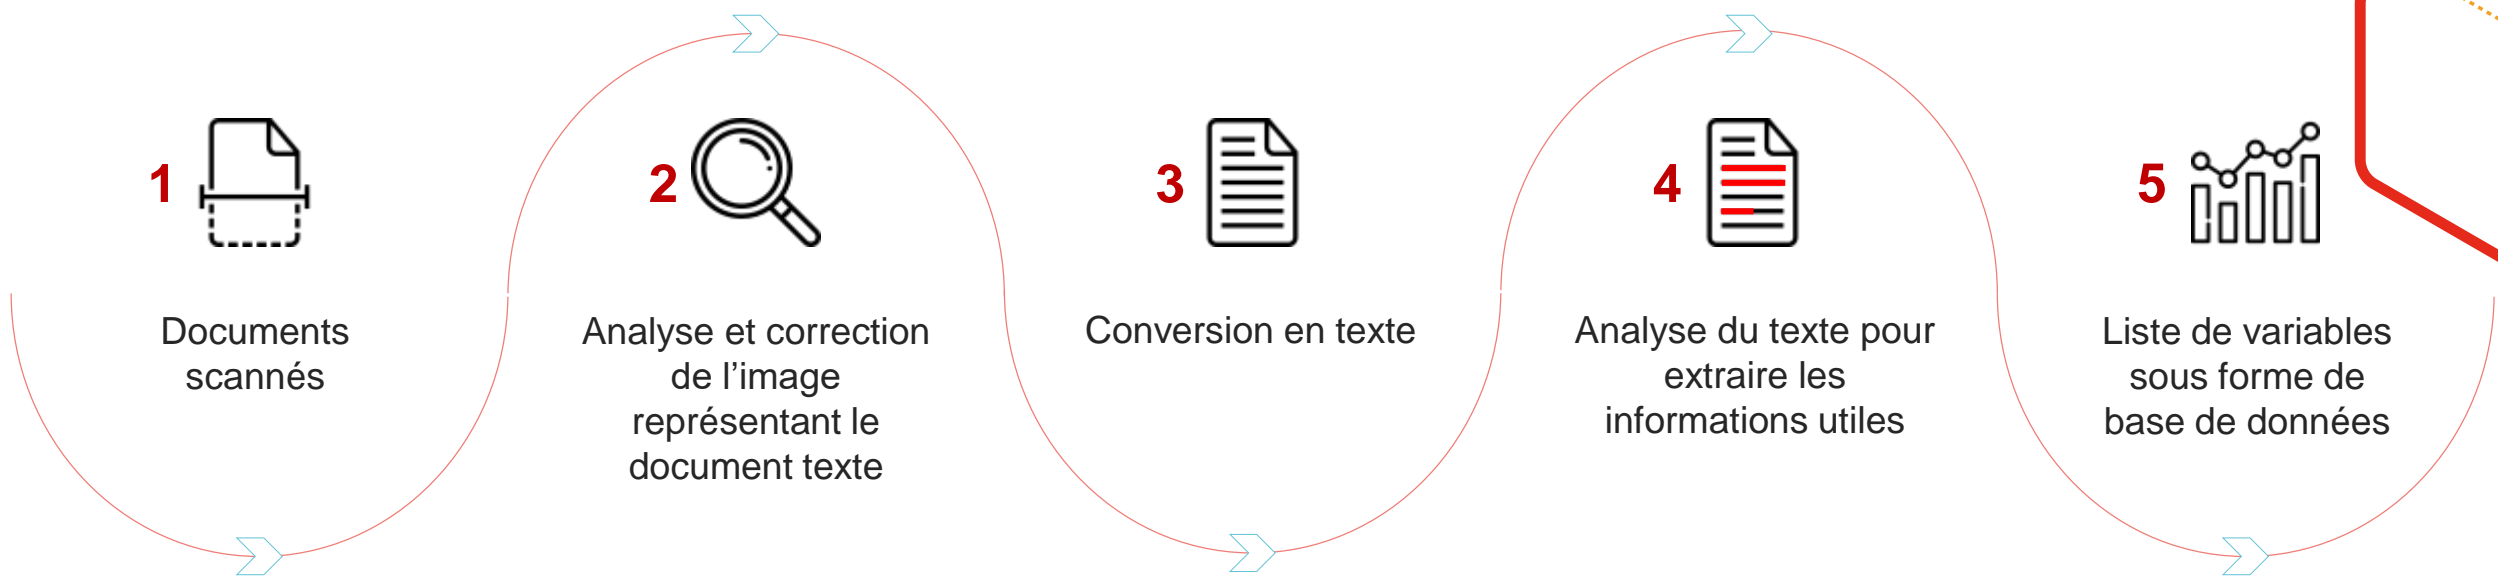 1
Documents
scannés
2
Analyse et correction
de l’image
représentant le
document texte
3
Conversion en texte
4
Analyse du texte pour
extraire les
informations utiles
5
Liste de variables
sous forme de
base de données